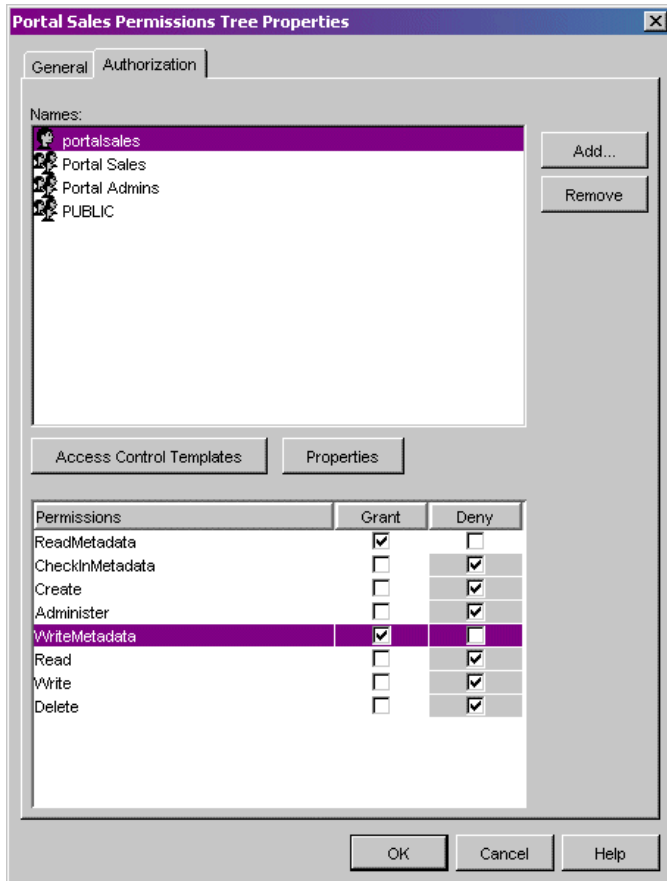 Portal Sales Permissions Tree Properties
General Authorization
Names:
portalsales
Portal Sales
Portal Admins
PUBLIC
Add...
Remove
Access Control Templates Properties
Permissions Grant Deny
ReadMetadata
CheckInMetadata
Create
Administer
WriteMetadata
Read
Write
Delete
OK Cancel Help